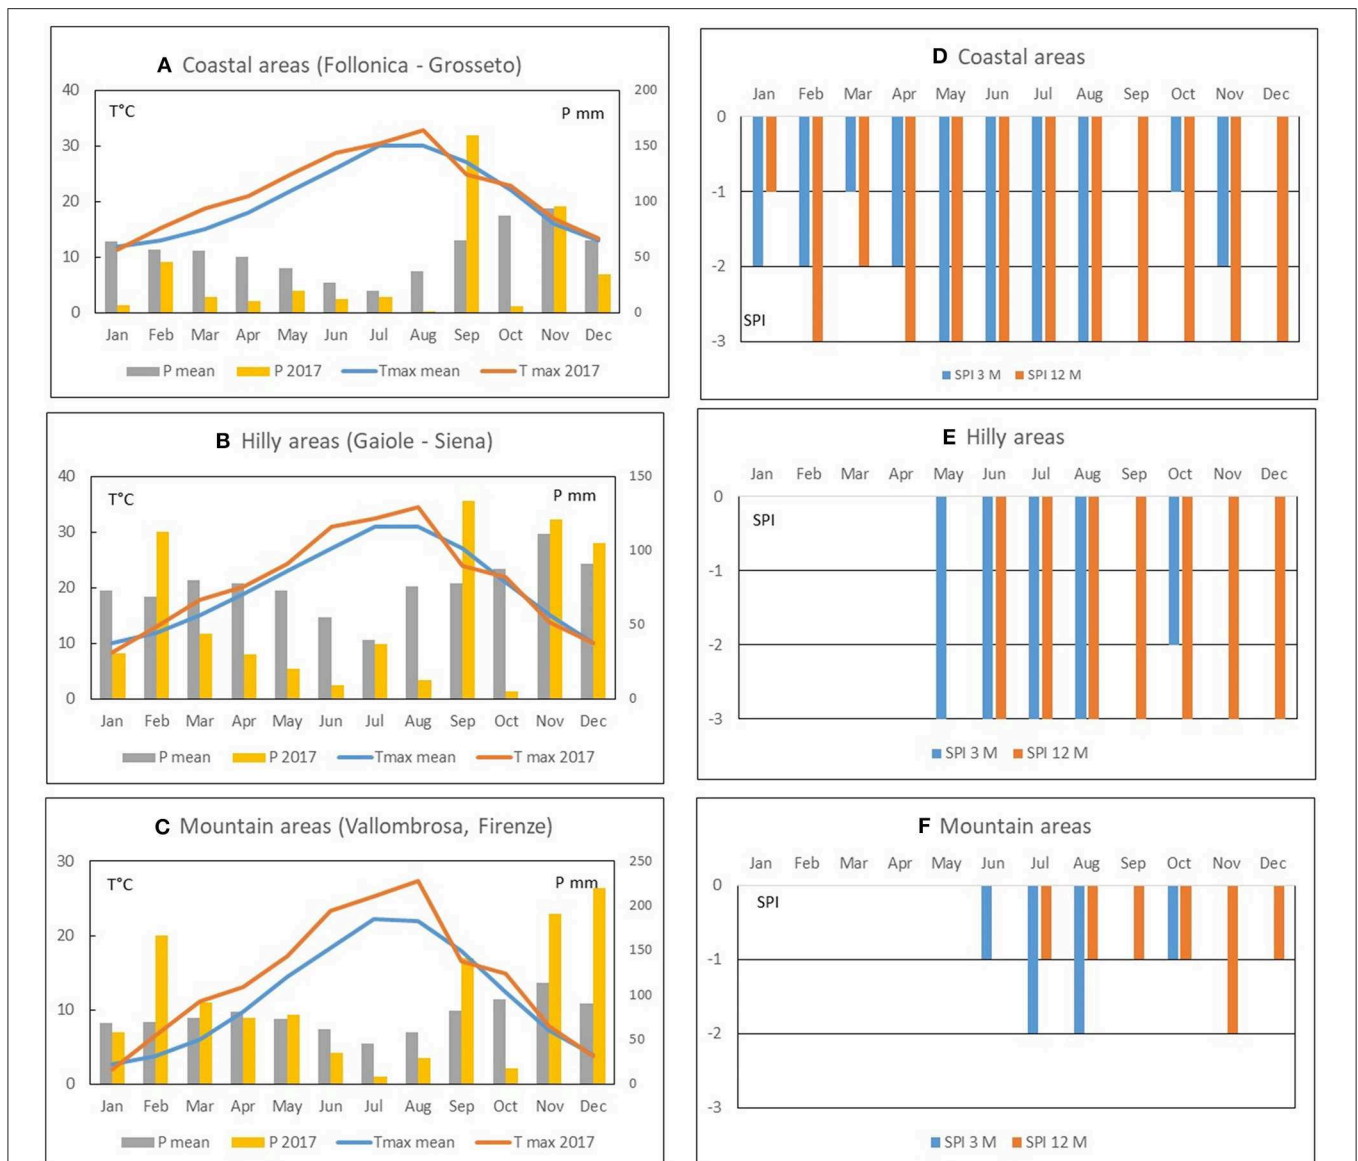 A Coastal areas (Follonica - Grosseto)
40 200
T°C P mm
30 150
20 100
10 50
0 0
Jan Feb Mar Apr May Jun Jul Aug Sep Oct Nov Dec
P mean P 2017 Tmax mean T max 2017
D Coastal areas
Jan Feb Mar Apr May Jun Jul Aug Sep Oct Nov Dec
0
-1
-2
SPI
-3
SPI 3 M SPI 12 M
B Hilly areas (Gaiole - Siena)
40 150
T°C P mm
30
100
20
50
10
0 0
Jan Feb Mar Apr May Jun Jul Aug Sep Oct Nov Dec
P mean P 2017 Tmax mean T max 2017
E Hilly areas
Jan Feb Mar Apr May Jun Jul Aug Sep Oct Nov Dec
0
SPI
-1
-2
-3
SPI 3 M SPI 12 M
C Mountain areas (Vallombrosa, Firenze)
30 250
T°C P mm
200
20
150
100
10
50
0 0
Jan Feb Mar Apr May Jun Jul Aug Sep Oct Nov Dec
P mean P 2017 Tmax mean T max 2017
F Mountain areas
Jan Feb Mar Apr May Jun Jul Aug Sep Oct Nov Dec
0
SPI
-1
-2
-3
SPI 3 M SPI 12 M